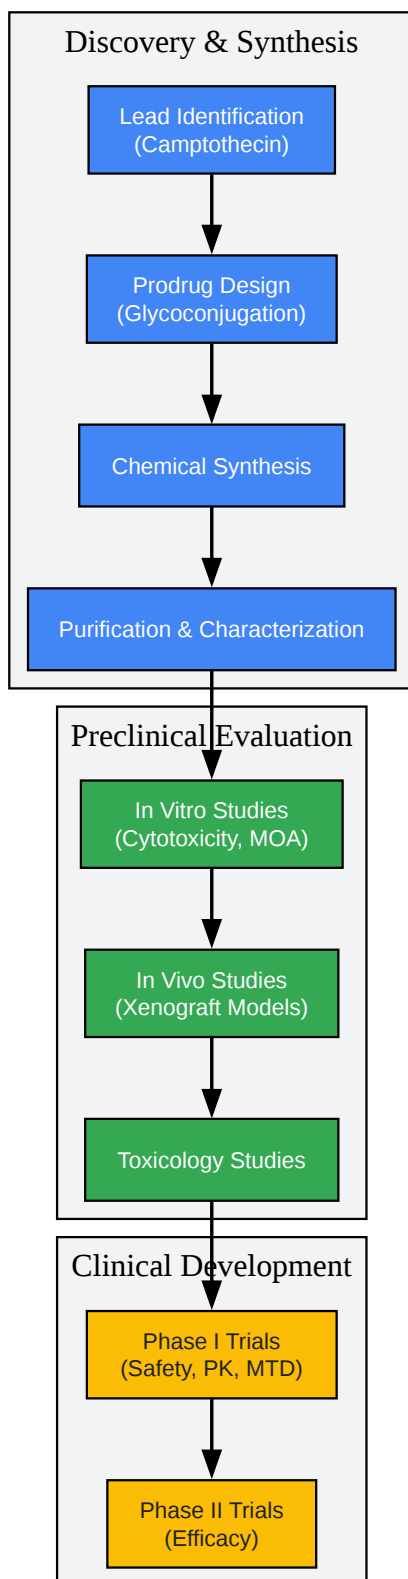 Discovery & Synthesis
Lead Identification
(Camptothecin)
Prodrug Design
(Glycoconjugation)
Chemical Synthesis
Purification & Characterization
Preclinical Evaluation
In Vitro Studies
(Cytotoxicity, MOA)
In Vivo Studies
(Xenograft Models)
Toxicology Studies
Clinical Development
Phase I Trials
(Safety, PK, MTD)
Phase II Trials
(Efficacy)